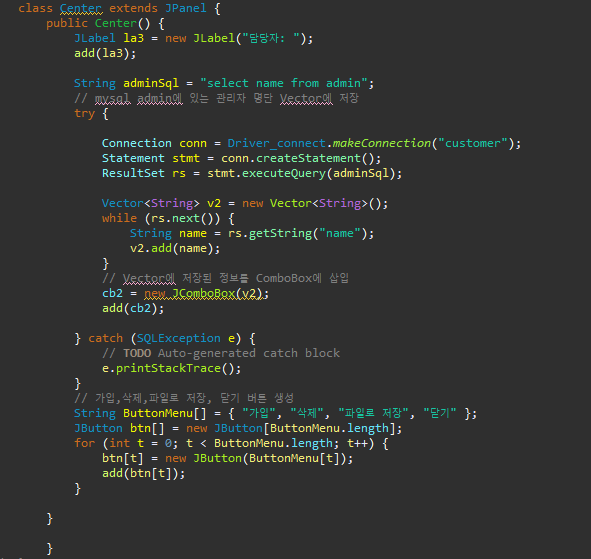 class Center extends JPanel {
public Center() {
JLabel la3 = new JLabel("담당자: ");
add(la3);
String adminSql = "select name from admin";
// mysql admin에 있는 관리자 명단 Vector에 저장
try {
Connection conn = Driver_connect.makeConnection("customer");
Statement stmt = conn.createStatement();
ResultSet rs = stmt.executeQuery(adminSql);
Vector<String> v2 = new Vector<String>();
while (rs.next()) {
String name = rs.getString("name");
v2.add(name);
}
// Vector에 저장된 정보를 ComboBox에 삽입
cb2 = new JComboBox(v2);
add(cb2);
} catch (SQLException e) {
// TODO Auto-generated catch block
e.printStackTrace();
}
// 가입,삭제,파일로 저장, 닫기 버튼 생성
String ButtonMenu[] = { "가입", "삭제", "파일로 저장", "닫기" };
JButton btn[] = new JButton[ButtonMenu.length];
for (int t = 0; t < ButtonMenu.length; t++) {
btn[t] = new JButton(ButtonMenu[t]);
add(btn[t]);
}
}
}